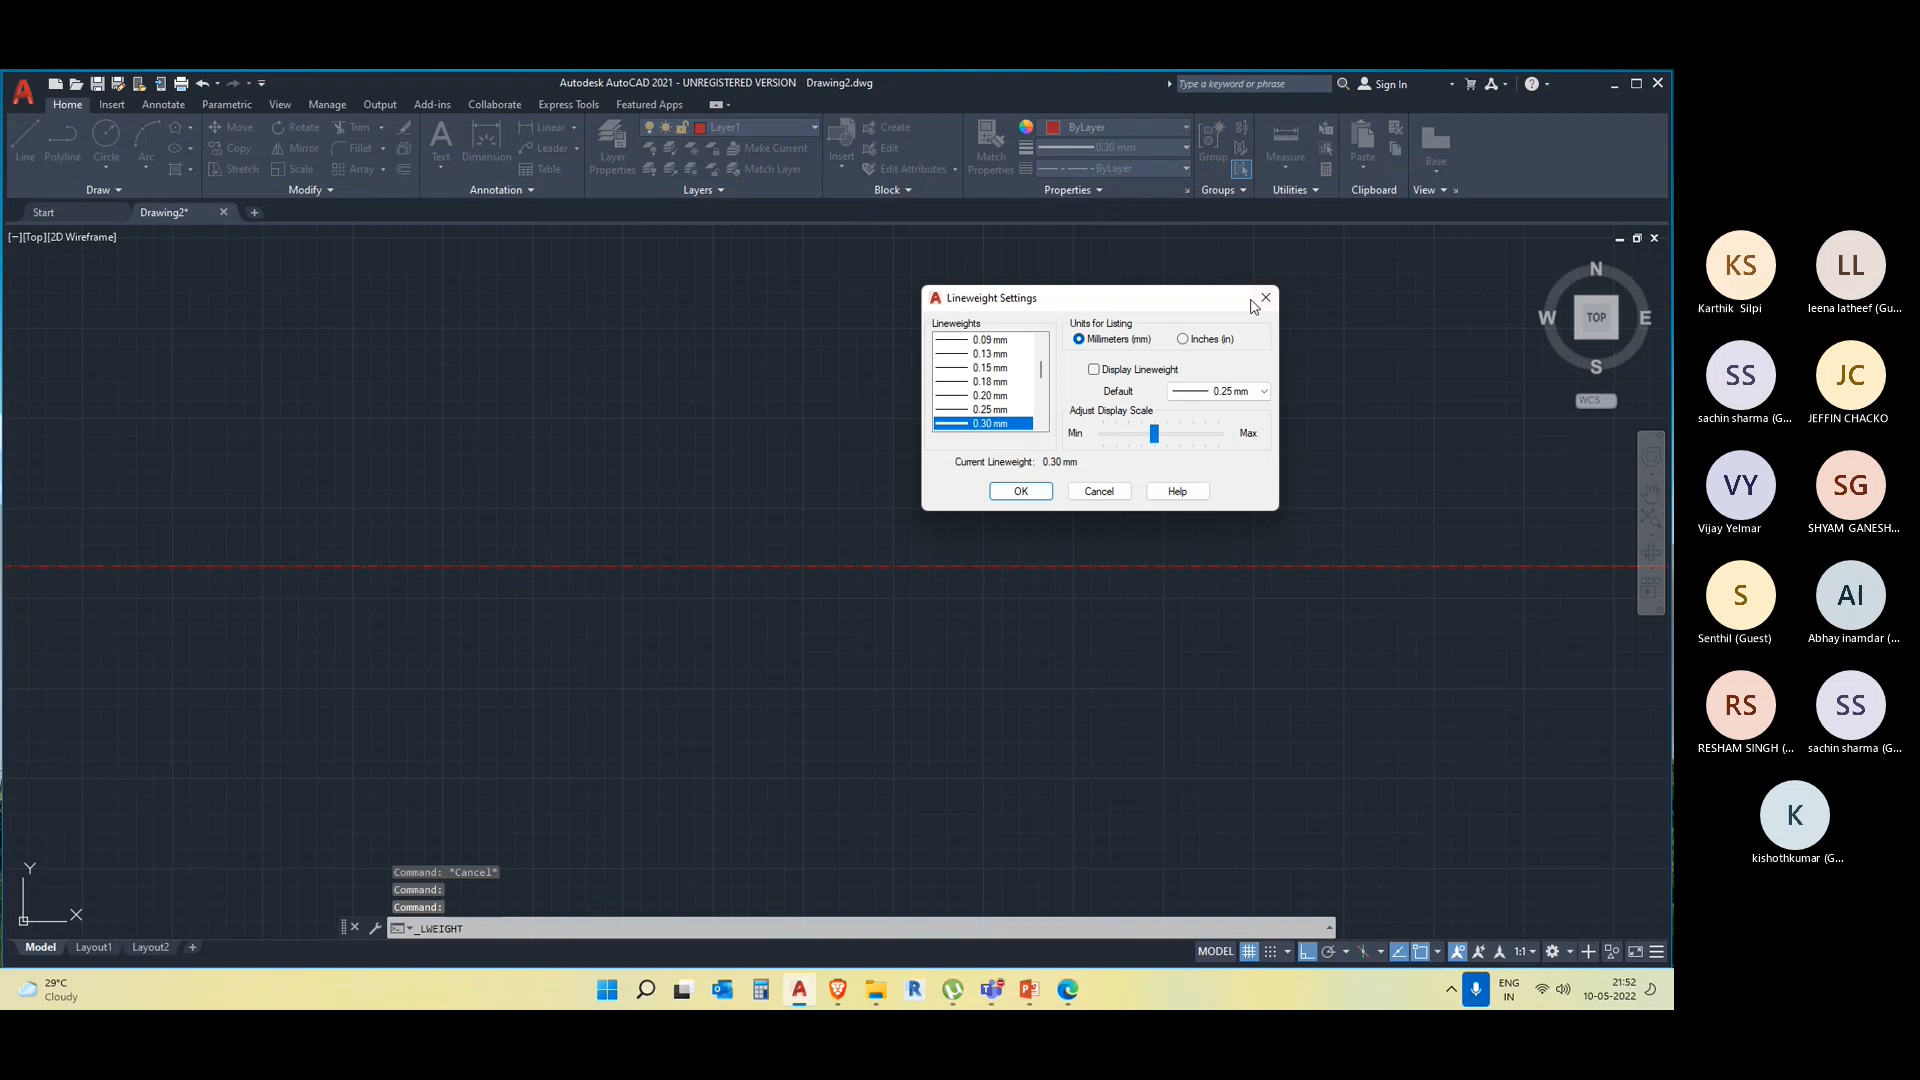 Autodesk AutoCAD 2021 - UNREGISTERED VERSION Drawing2.dwg
Type a keyword or phrase
Sign In
Home Insert Annotate Parametric View Manage Output Add-ins Collaborate Express Tools Featured Apps
Line Polyline Circle Arc
Move Rotate Trim
Copy Mirror Fillet
Stretch Scale Array
Text Dimension
Linear
Leader
Table
Layer Properties
Layer1
Make Current
Match Layer
Insert
Create
Edit
Edit Attributes
Match Properties
ByLayer
0.30 mm
ByLayer
Group
Measure
Paste
Base
Draw Modify Annotation Layers Block Properties Groups Utilities Clipboard View
Start Drawing2*
[−][Top][2D Wireframe]
N
W TOP E
S
WCS
Lineweight Settings
Lineweights
0.09 mm
0.13 mm
0.15 mm
0.18 mm
0.20 mm
0.25 mm
0.30 mm
Units for Listing
Millimeters (mm) Inches (in)
Display Lineweight
Default 0.25 mm
Adjust Display Scale
Min Max
Current Lineweight: 0.30 mm
OK Cancel Help
Y
X
Command: *Cancel*
Command:
Command:
_LWEIGHT
Model Layout1 Layout2
MODEL 1:1
29°C
Cloudy
ENG
IN
21:52
10-05-2022
KS
Karthik Silpi
LL
leena latheef (Gu...
SS
sachin sharma (G...
JC
JEFFIN CHACKO
VY
Vijay Yelmar
SG
SHYAM GANESH...
S
Senthil (Guest)
AI
Abhay inamdar (...
RS
RESHAM SINGH (...
SS
sachin sharma (G...
K
kishothkumar (G...